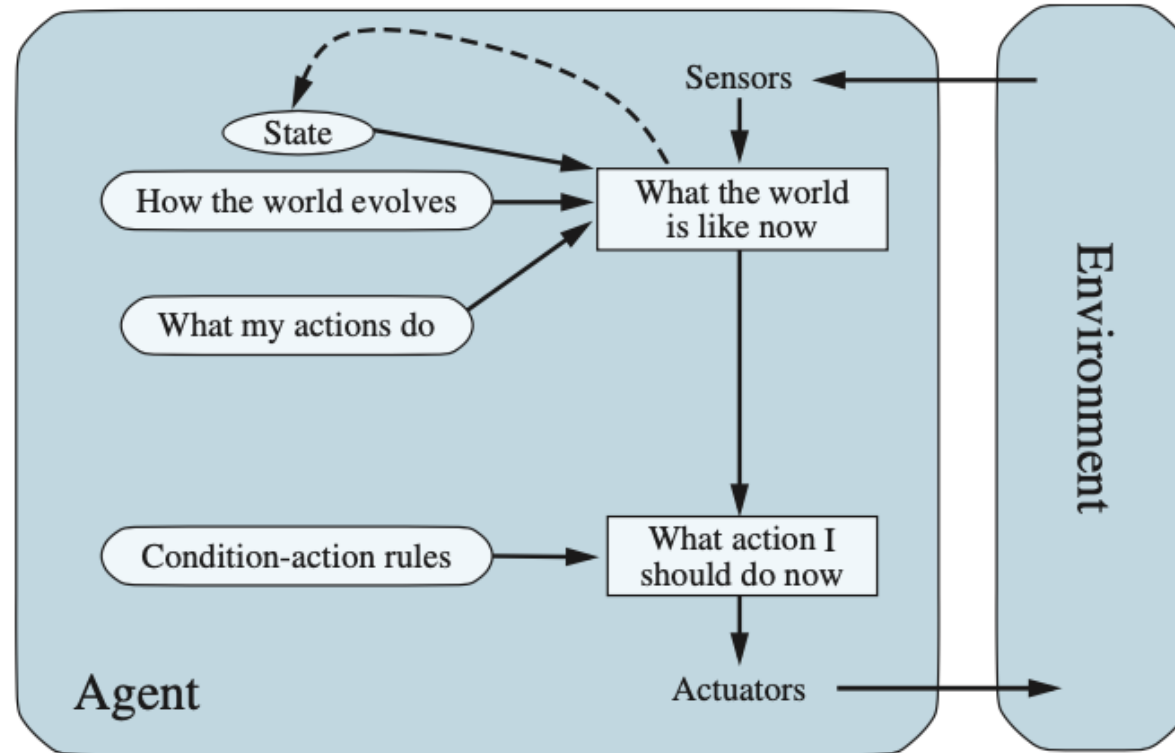 Sensors
State
What the world
is like now
How the world evolves
What my actions do
Environment
Condition-action rules
What action I
should do now
Agent
Actuators